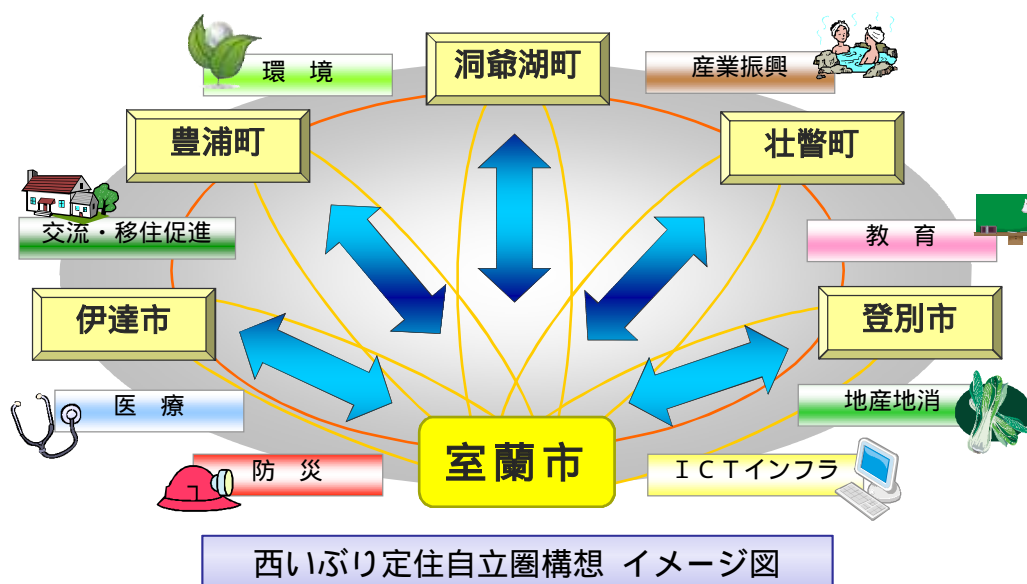 環　境
洞爺湖町
産業振興
豊浦町
壮瞥町
交流・移住促進
教　育
伊達市
登別市
医　療
地産地消
防　災
室蘭市
ＩＣＴインフラ
西いぶり定住自立圏構想 イメージ図